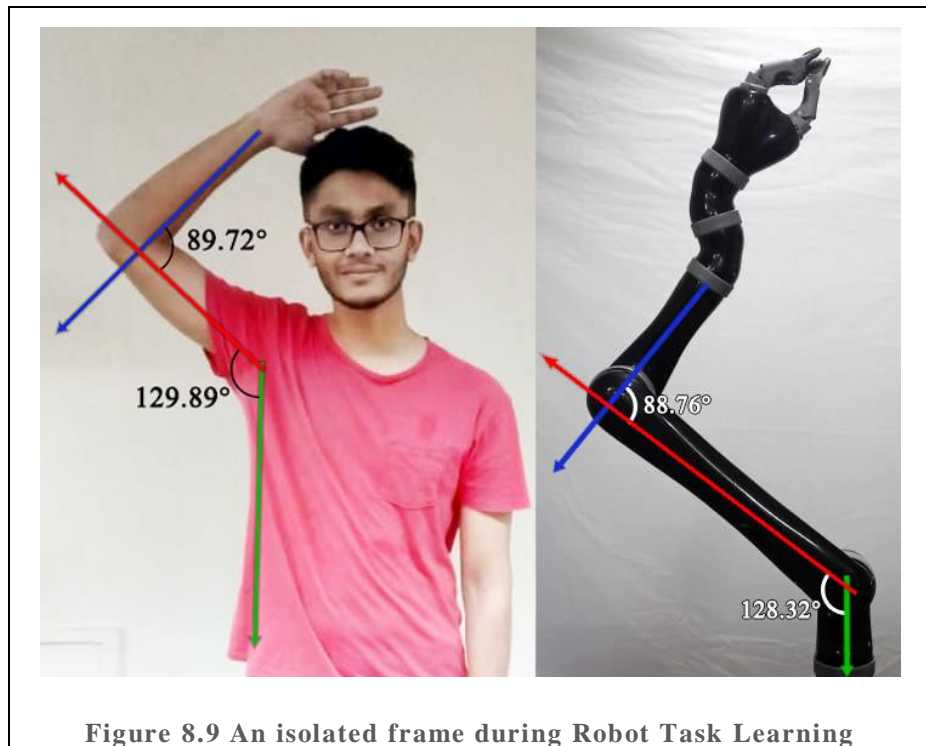 89.72°
129.89°
88.76°
128.32°
Figure 8.9 An isolated frame during Robot Task Learning